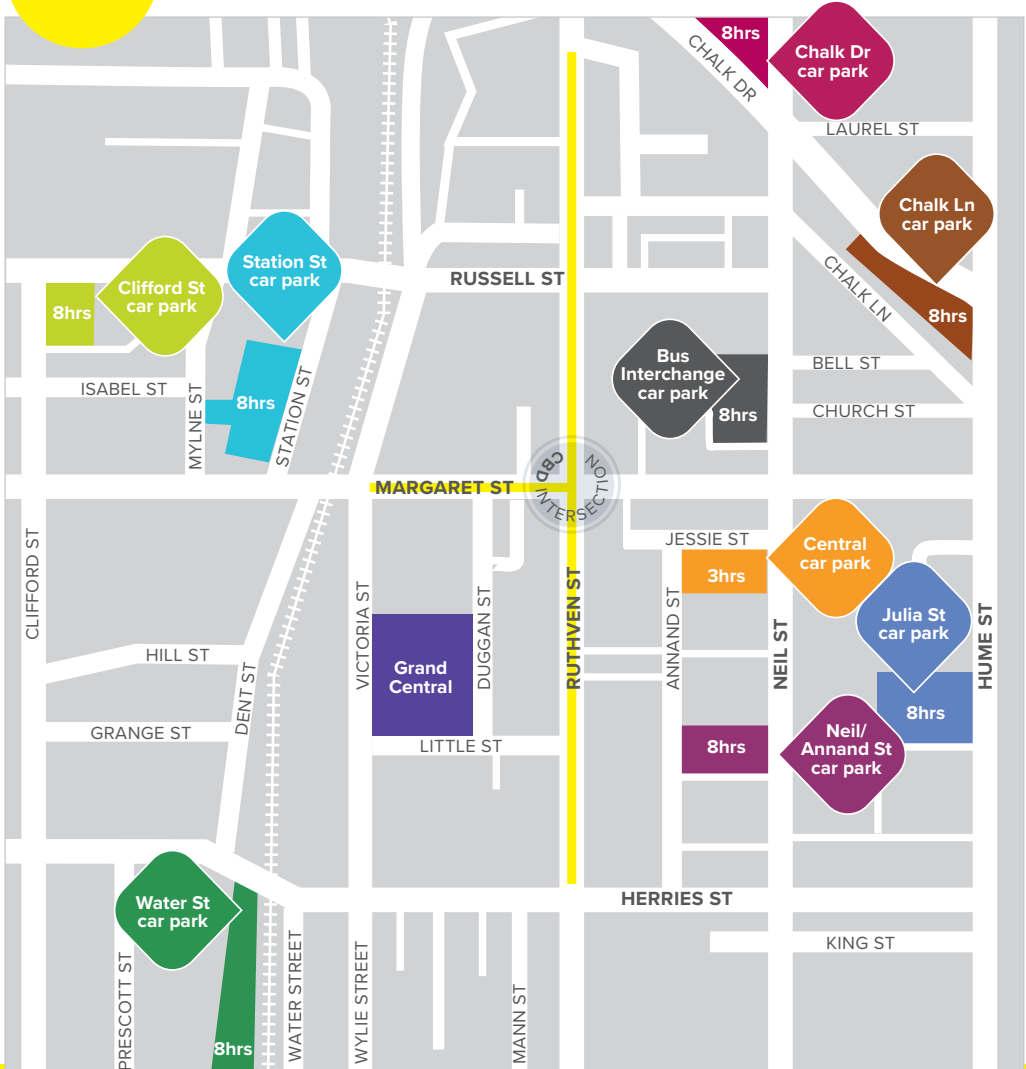 8hrs
Chalk Dr
car park
CHALK DR
LAUREL ST
Chalk Ln
car park
CHALK LN
8hrs
Station St
car park
Clifford St
car park
8hrs
RUSSELL ST
Bus
Interchange
car park
8hrs
BELL ST
CHURCH ST
ISABEL ST
MYLNE ST
8hrs
STATION ST
MARGARET ST
CBD INTERSECTION
JESSIE ST
3hrs
Central
car park
CLIFFORD ST
VICTORIA ST
DUGGAN ST
RUTHVEN ST
ANNAND ST
NEIL ST
Julia St
car park
HUME ST
8hrs
HILL ST
DENT ST
Grand
Central
GRANGE ST
LITTLE ST
8hrs
Neil/
Annand St
car park
Water St
car park
HERRIES ST
KING ST
PRESCOTT ST
8hrs
WATER STREET
WYLIE STREET
MANN ST